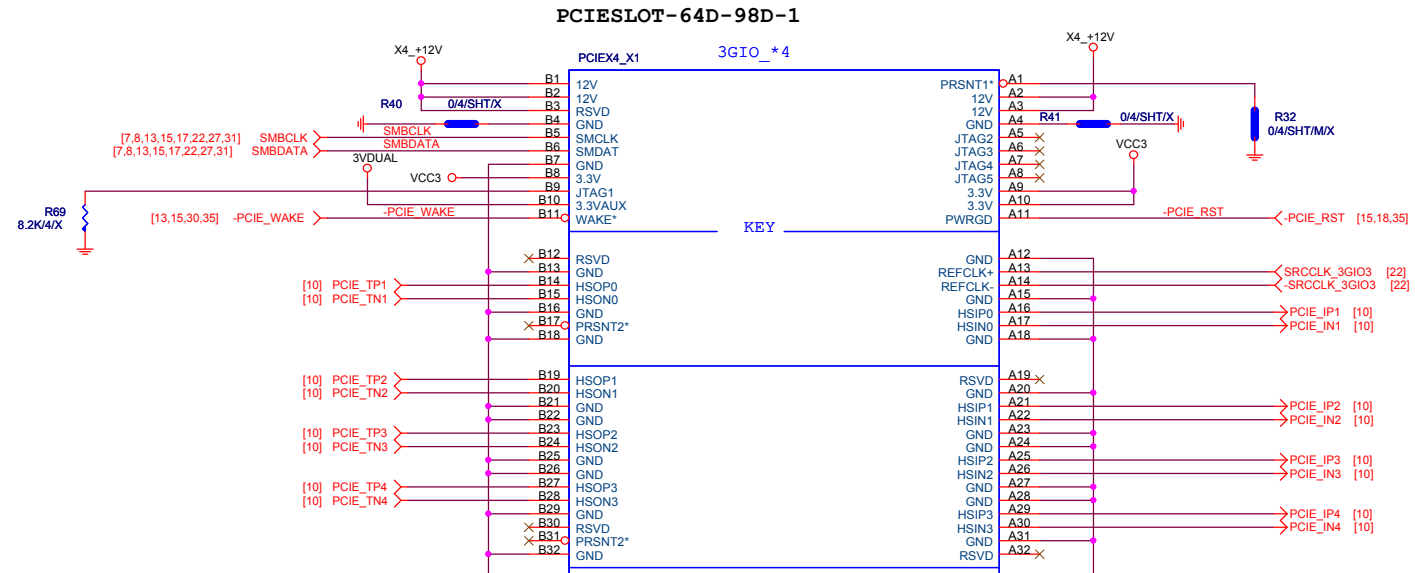 PCIESLOT-64D-98D-1
X4_+12V
PCIEX4_X1
3GIO_*4
X4_+12V
B1 12V PRSNT1* A1
B2 12V 12V A2
B3 RSVD 12V A3
R40 0/4/SHT/X B4 GND GND A4 R41 0/4/SHT/X R32
0/4/SHT/M/X
[7,8,13,15,17,22,27,31] SMBCLK SMBCLK B5 SMCLK JTAG2 A5
[7,8,13,15,17,22,27,31] SMBDATA SMBDATA B6 SMDAT JTAG3 A6
3VDUAL B7 GND JTAG4 A7 VCC3
VCC3 B8 3.3V JTAG5 A8
B9 JTAG1 3.3V A9
B10 3.3VAUX 3.3V A10
R69
8.2K/4/X
[13,15,30,35] -PCIE_WAKE -PCIE_WAKE B11 WAKE* PWRGD A11 -PCIE_RST -PCIE_RST [15,18,35]
KEY
B12 RSVD GND A12
B13 GND REFCLK+ A13 SRCCLK_3GIO3 [22]
[10] PCIE_TP1 B14 HSOP0 REFCLK- A14 -SRCCLK_3GIO3 [22]
[10] PCIE_TN1 B15 HSON0 GND A15
B16 GND HSIP0 A16 PCIE_IP1 [10]
B17 PRSNT2* HSIN0 A17 PCIE_IN1 [10]
B18 GND GND A18
[10] PCIE_TP2 B19 HSOP1 RSVD A19
[10] PCIE_TN2 B20 HSON1 GND A20
B21 GND HSIP1 A21 PCIE_IP2 [10]
B22 GND HSIN1 A22 PCIE_IN2 [10]
[10] PCIE_TP3 B23 HSOP2 GND A23
[10] PCIE_TN3 B24 HSON2 GND A24
B25 GND HSIP2 A25 PCIE_IP3 [10]
B26 GND HSIN2 A26 PCIE_IN3 [10]
[10] PCIE_TP4 B27 HSOP3 GND A27
[10] PCIE_TN4 B28 HSON3 GND A28
B29 GND HSIP3 A29 PCIE_IP4 [10]
B30 RSVD HSIN3 A30 PCIE_IN4 [10]
B31 PRSNT2* GND A31
B32 GND RSVD A32